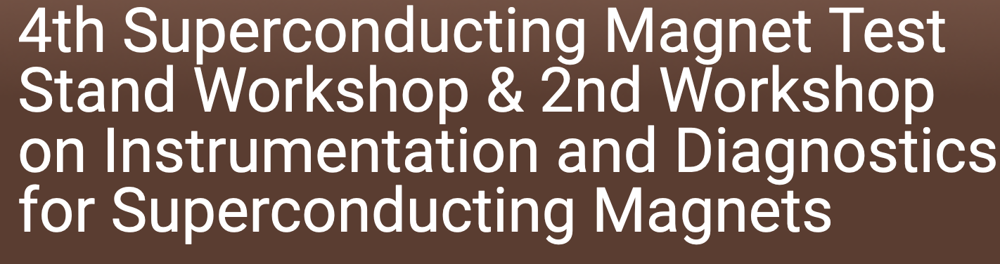 4th Superconducting Magnet Test
Stand Workshop & 2nd Workshop
on Instrumentation and Diagnostics
for Superconducting Magnets